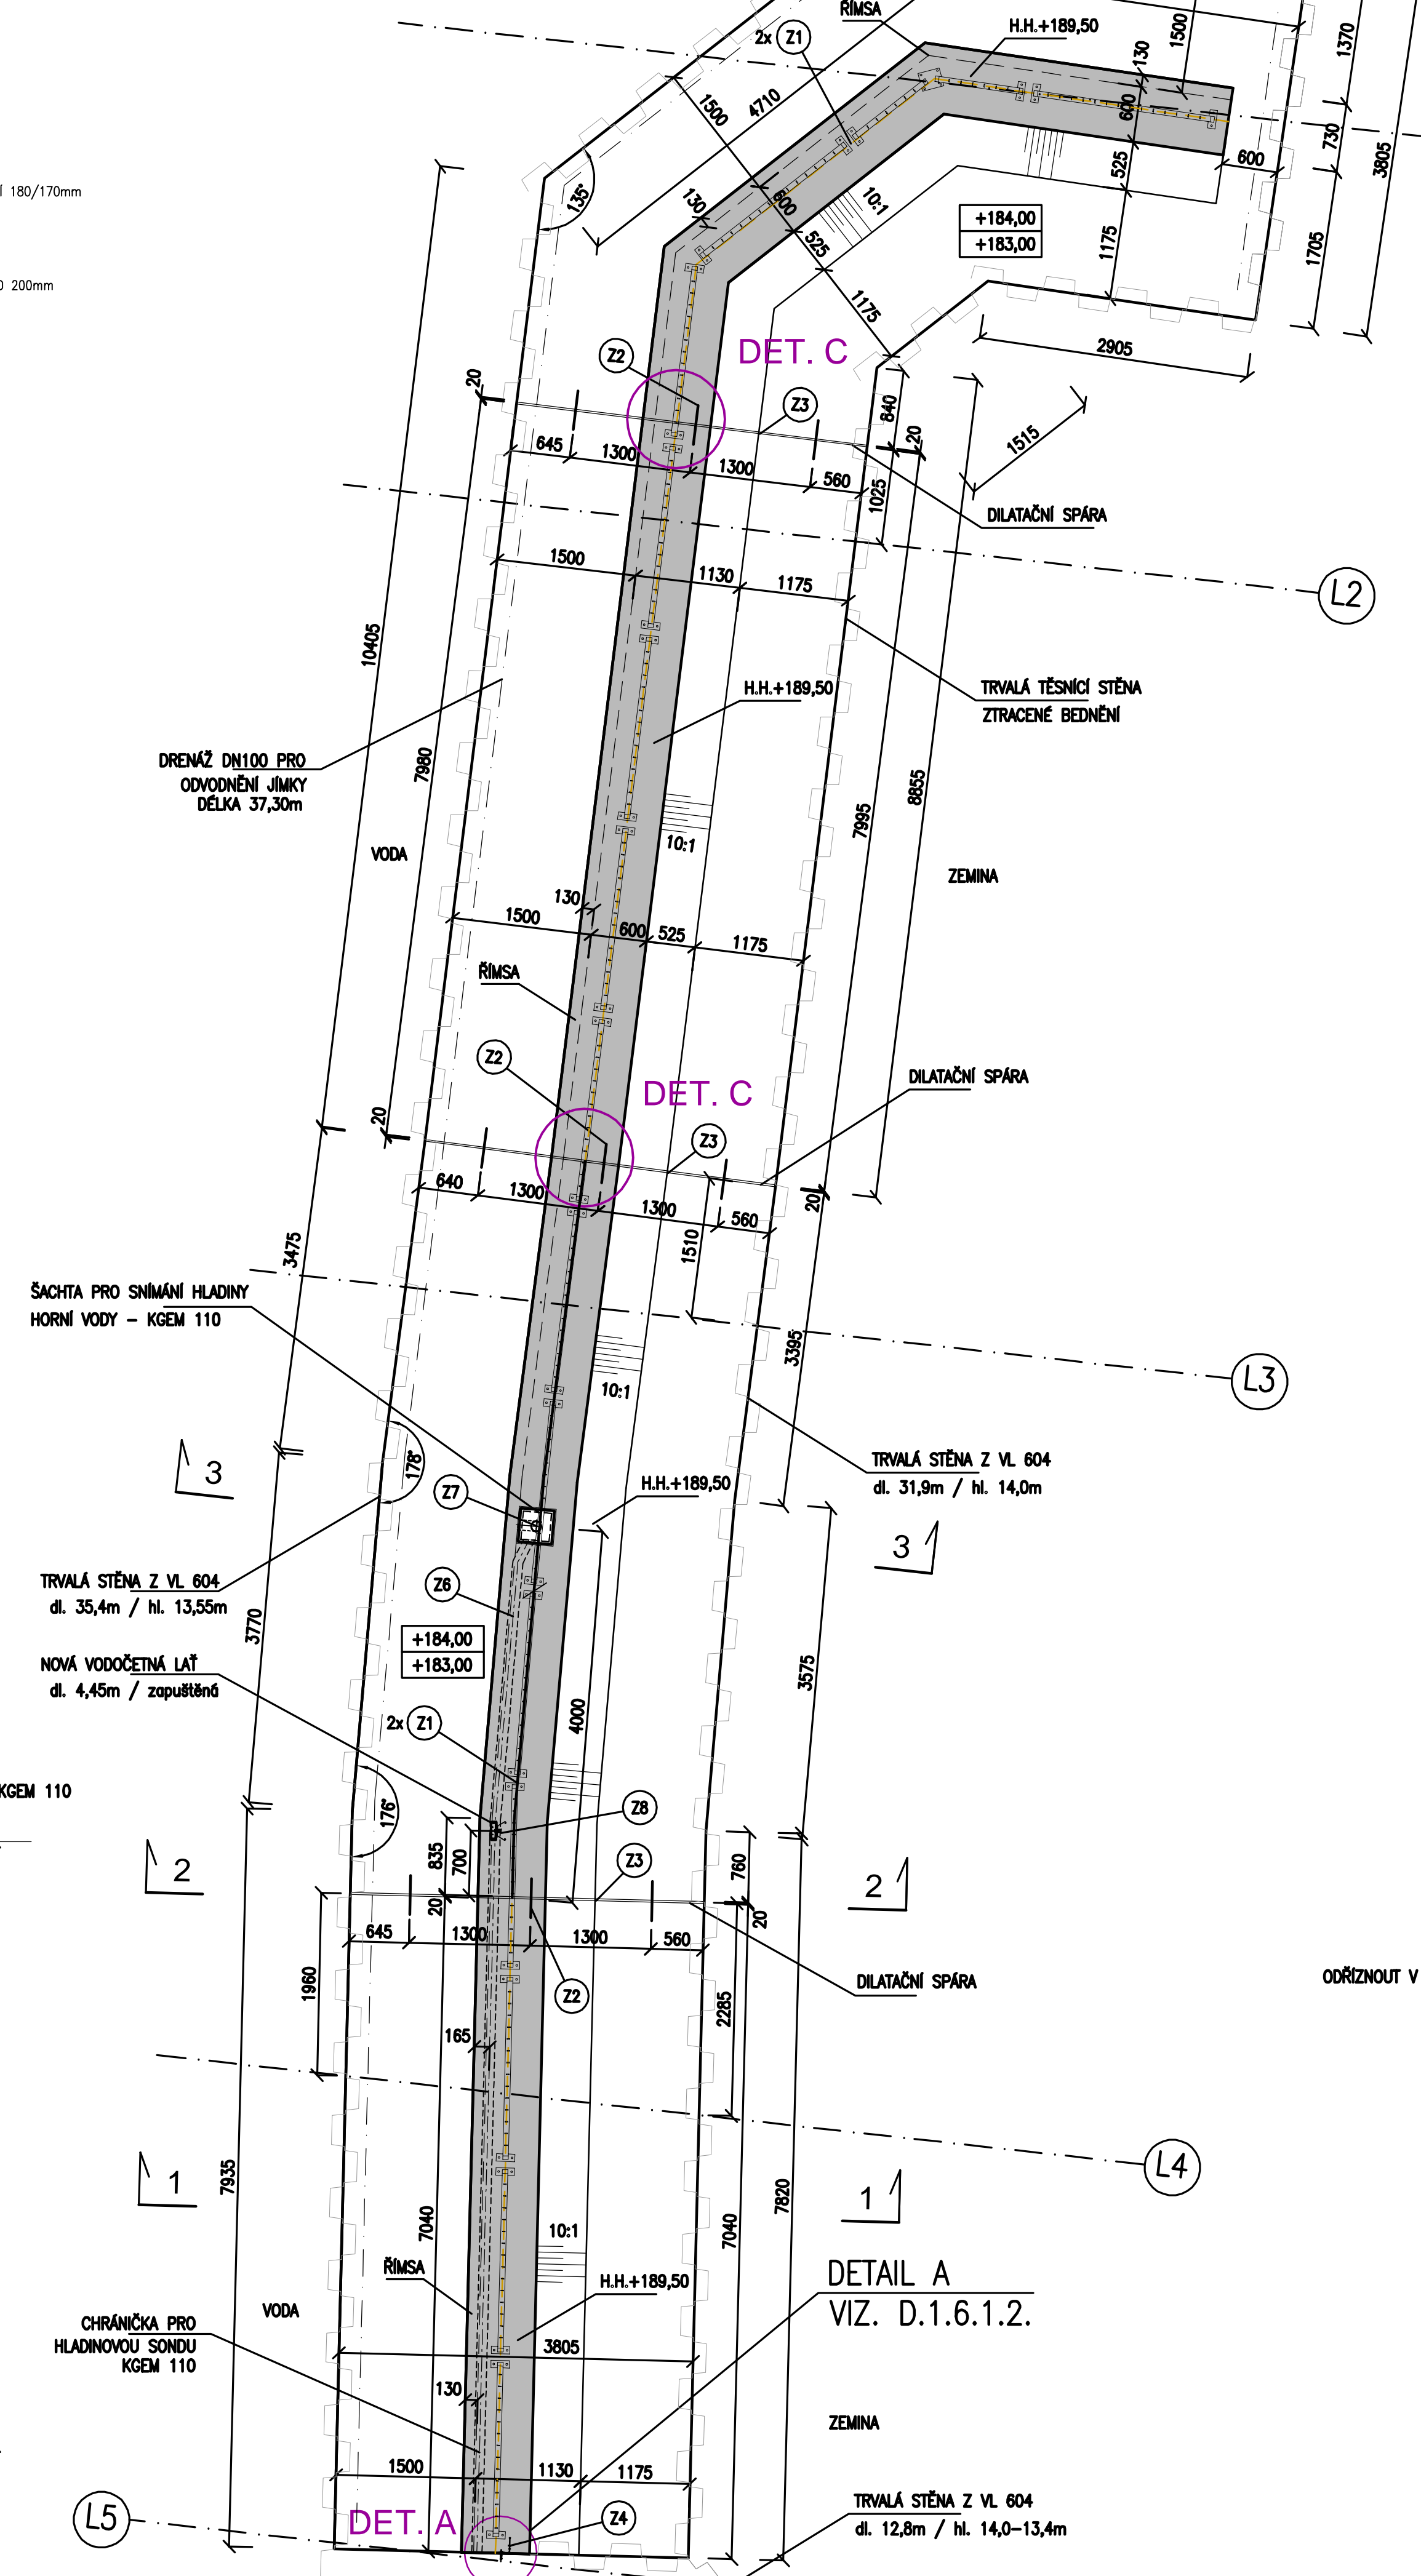 ŘÍMSA
H.H.+189,50
2x Z1
1500
130
1370
1500
4710
600
730
3805
Í 180/170mm
135°
130
600
10:1
525
525
600
+184,00
+183,00
1175
1705
O 200mm
1175
2905
DET. C
Z2
20
Z3
840
20
1515
645
1300
1300
560
1025
DILATAČNÍ SPÁRA
1500
1130
1175
L2
10405
H.H.+189,50
TRVALÁ TĚSNÍCÍ STĚNA
ZTRACENÉ BEDNĚNÍ
DRENÁŽ DN100 PRO
ODVODNĚNÍ JÍMKY
DÉLKA 37,30m
7980
8855
7995
VODA
10:1
ZEMINA
130
1500
600
525
1175
ŘÍMSA
Z2
DET. C
DILATAČNÍ SPÁRA
20
Z3
640
1300
1300
560
20
1510
3475
ŠACHTA PRO SNÍMÁNÍ HLADINY
HORNÍ VODY – KGEM 110
3395
10:1
L3
3
178°
TRVALÁ STĚNA Z VL 604
dl. 31,9m / hl. 14,0m
Z7
H.H.+189,50
3
TRVALÁ STĚNA Z VL 604
dl. 35,4m / hl. 13,55m
Z6
3770
+184,00
+183,00
NOVÁ VODOČETNÁ LAŤ
dl. 4,45m / zapuštěná
3575
4000
2x Z1
KGEM 110
176°
Z8
835
700
Z3
760
2
2
20
20
645
1300
1300
560
1960
Z2
DILATAČNÍ SPÁRA
ODŘÍZNOUT V
2285
165
L4
7935
1
1
7040
10:1
7040
7820
ŘÍMSA
H.H.+189,50
DETAIL A
VIZ. D.1.6.1.2.
VODA
CHRÁNIČKA PRO
HLADINOVOU SONDU
KGEM 110
3805
130
ZEMINA
1500
1130
1175
L5
DET. A
Z4
TRVALÁ STĚNA Z VL 604
dl. 12,8m / hl. 14,0–13,4m